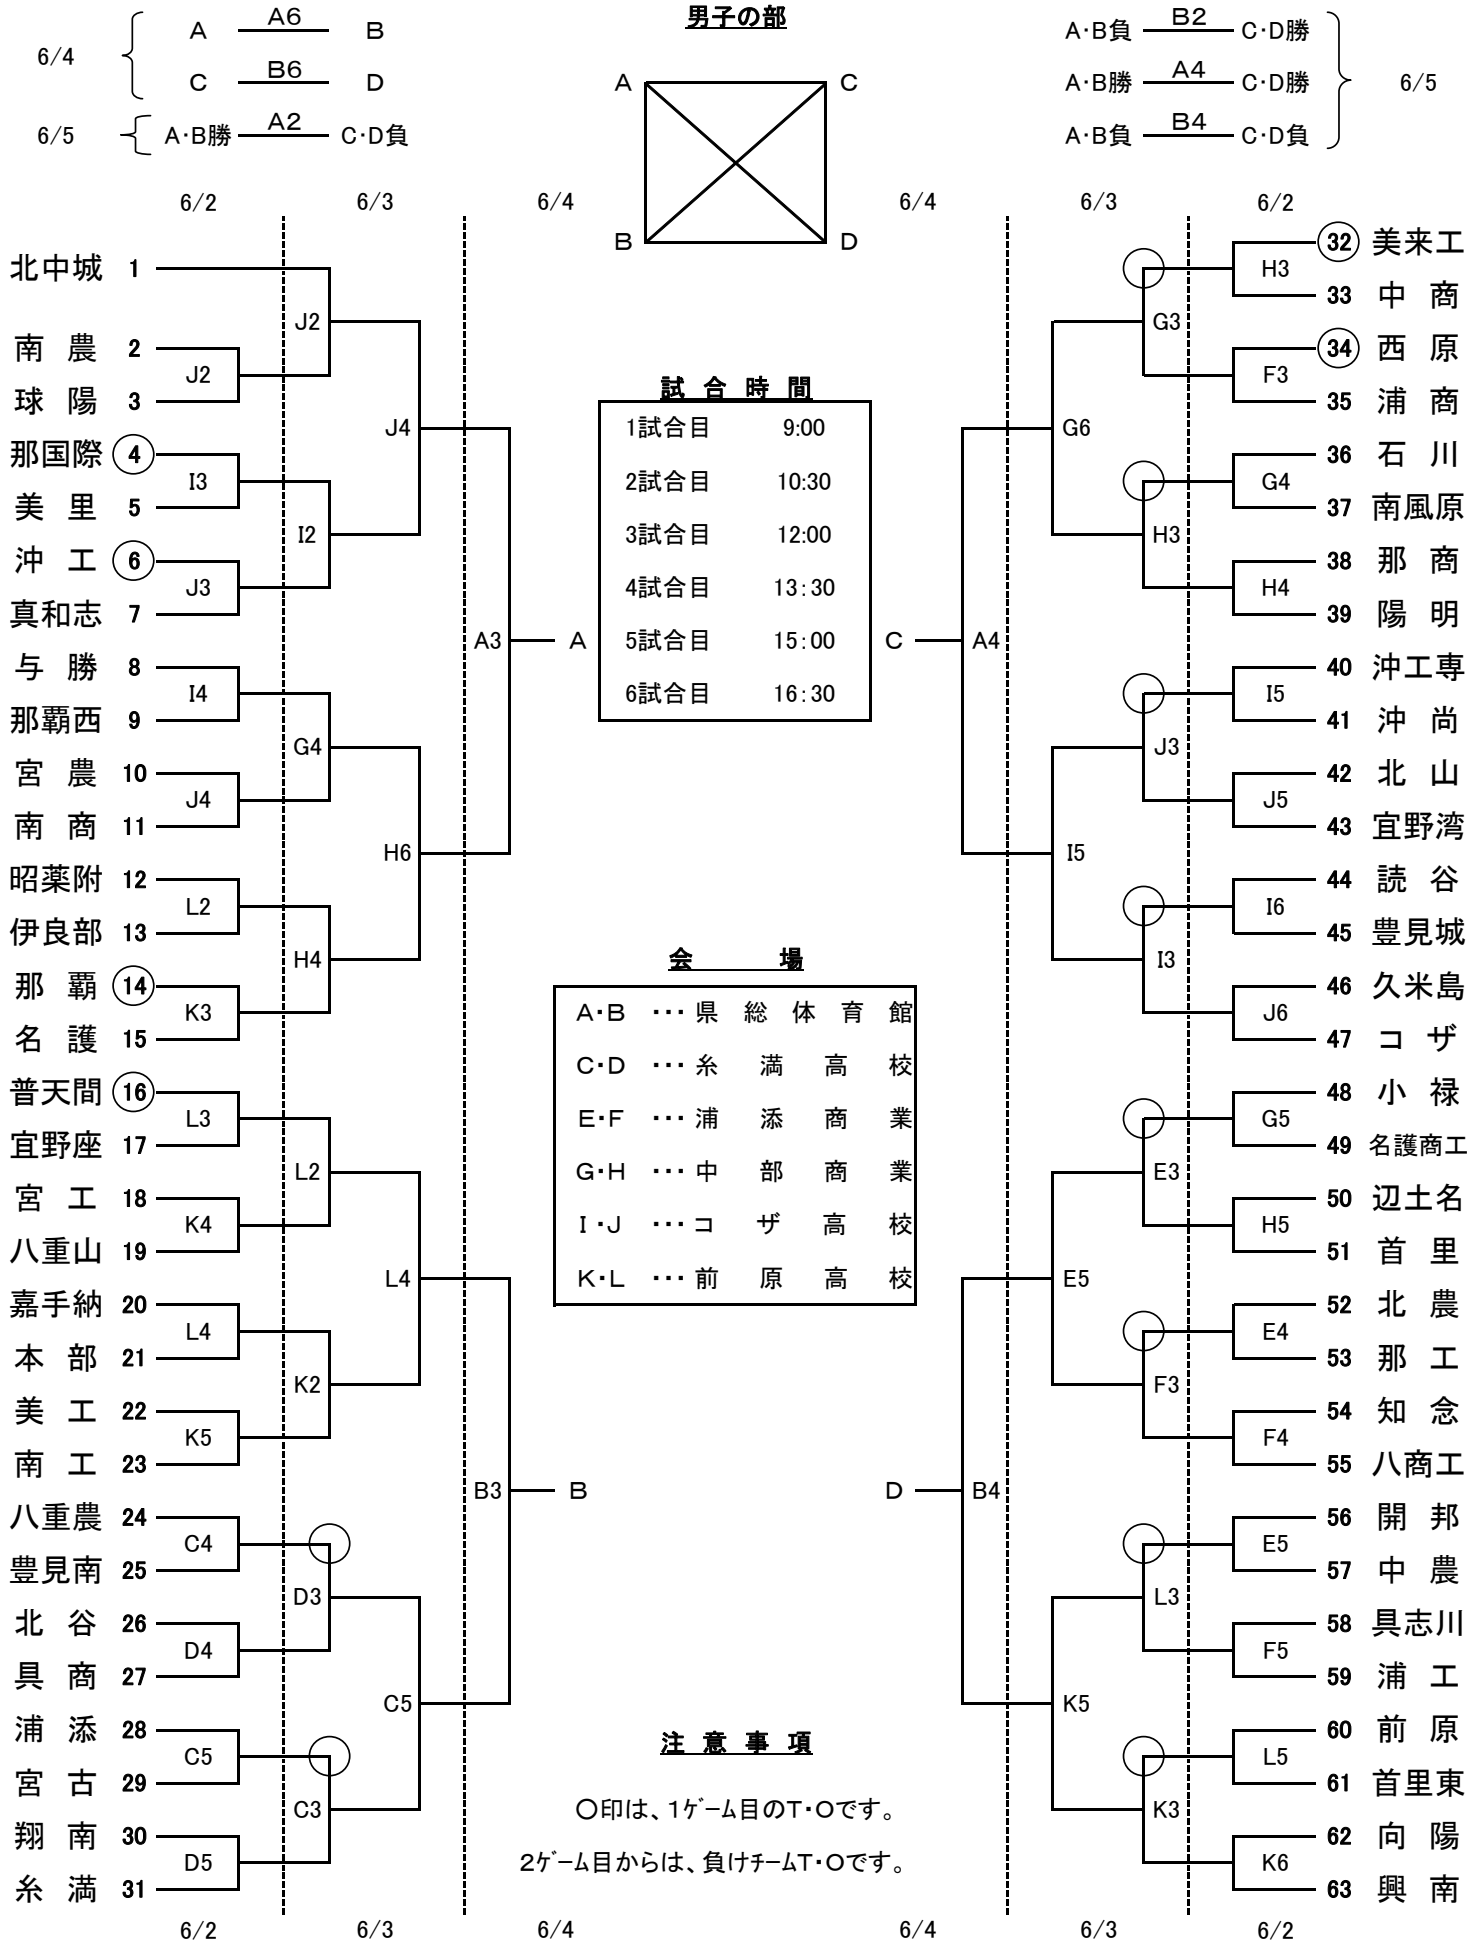 男子の部
6/4 A A6 B
C B6 D
6/5 A・B勝 A2 C・D負
A・B負 B2 C・D勝
A・B勝 A4 C・D勝 6/5
A・B負 B4 C・D負
A C
B D
6/2 6/3 6/4 6/4 6/3 6/2
北中城 1
J2
南農 2
J2
球陽 3
J4
那国際 4
I3
美里 5
I2
沖工 6
J3
真和志 7
A3 A
与勝 8
I4
那覇西 9
G4
宮農 10
J4
南商 11
H6
昭薬附 12
L2
伊良部 13
H4
那覇 14
K3
名護 15
普天間 16
L3
宜野座 17
L2
宮工 18
K4
八重山 19
L4
嘉手納 20
L4
本部 21
K2
美工 22
K5
南工 23
B3 B
八重農 24
C4
豊見南 25
D3
北谷 26
D4
具商 27
C5
浦添 28
C5
宮古 29
C3
翔南 30
D5
糸満 31
試合時間
1試合目 9:00
2試合目 10:30
3試合目 12:00
4試合目 13:30
5試合目 15:00
6試合目 16:30
会場
A・B ・・・県総体育館
C・D ・・・糸満高校
E・F ・・・浦添商業
G・H ・・・中部商業
I・J ・・・コザ高校
K・L ・・・前原高校
注意事項
○印は、1ゲーム目のT・Oです。
2ゲーム目からは、負けチームT・Oです。
32 美来工
H3
33 中商
G3
34 西原
F3
35 浦商
G6
36 石川
G4
37 南風原
H3
38 那商
H4
39 陽明
C A4
40 沖工専
I5
41 沖尚
J3
42 北山
J5
43 宜野湾
I5
44 読谷
I6
45 豊見城
I3
46 久米島
J6
47 コザ
48 小禄
G5
49 名護商工
E3
50 辺土名
H5
51 首里
E5
52 北農
E4
53 那工
F3
54 知念
F4
55 八商工
D B4
56 開邦
E5
57 中農
L3
58 具志川
F5
59 浦工
K5
60 前原
L5
61 首里東
K3
62 向陽
K6
63 興南
6/2 6/3 6/4 6/4 6/3 6/2